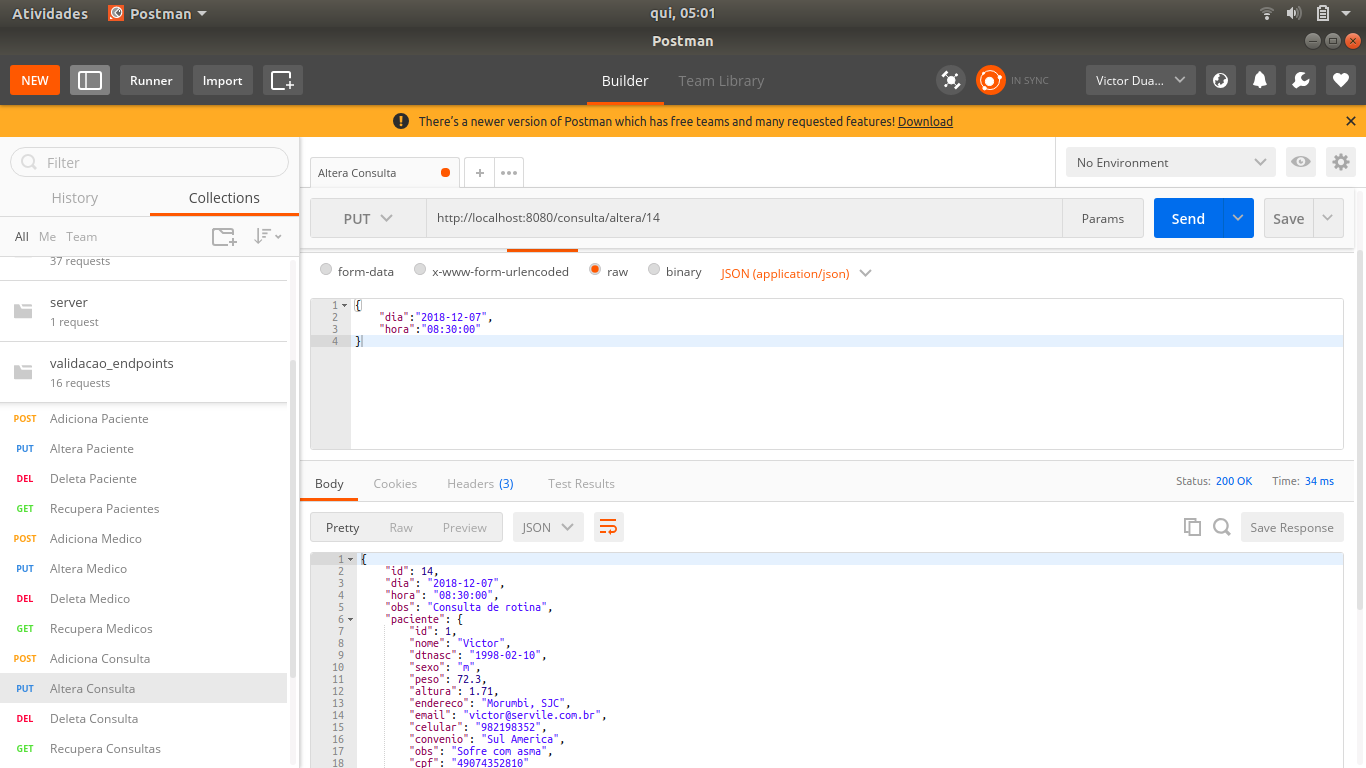 Atividades Postman qui, 05:01
Postman
NEW Runner Import Builder Team Library IN SYNC Victor Dua...
There's a newer version of Postman which has free teams and many requested features! Download
Filter
History Collections
All Me Team
37 requests
server
1 request
validacao_endpoints
16 requests
POST Adiciona Paciente
PUT Altera Paciente
DEL Deleta Paciente
GET Recupera Pacientes
POST Adiciona Medico
PUT Altera Medico
DEL Deleta Medico
GET Recupera Medicos
POST Adiciona Consulta
PUT Altera Consulta
DEL Deleta Consulta
GET Recupera Consultas
Altera Consulta + ••• No Environment
PUT http://localhost:8080/consulta/altera/14 Params Send Save
form-data x-www-form-urlencoded raw binary JSON (application/json)
1 {
2 "dia":"2018-12-07",
3 "hora":"08:30:00"
4 }
Body Cookies Headers (3) Test Results Status: 200 OK Time: 34 ms
Pretty Raw Preview JSON Save Response
1 {
2 "id": 14,
3 "dia": "2018-12-07",
4 "hora": "08:30:00",
5 "obs": "Consulta de rotina",
6 "paciente": {
7 "id": 1,
8 "nome": "Victor",
9 "dtnasc": "1998-02-10",
10 "sexo": "m",
11 "peso": 72.3,
12 "altura": 1.71,
13 "endereco": "Morumbi, SJC",
14 "email": "victor@servile.com.br",
15 "celular": "982198352",
16 "convenio": "Sul America",
17 "obs": "Sofre com asma",
18 "cpf": "49074352810"